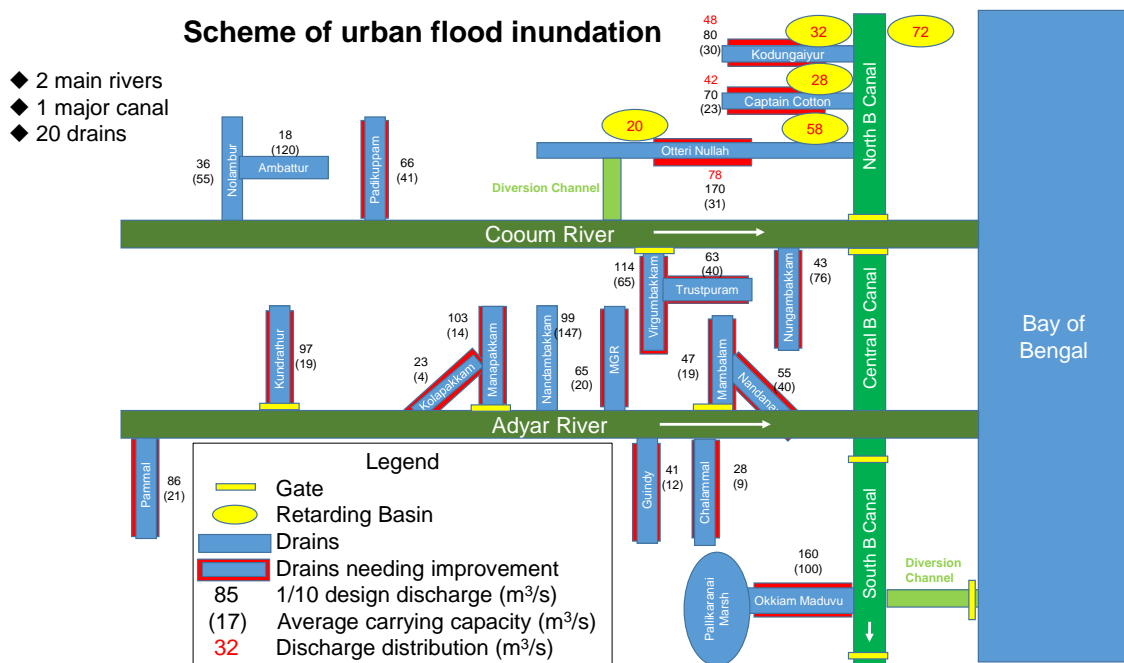 Scheme of urban flood inundation
◆ 2 main rivers
◆ 1 major canal
◆ 20 drains
48
80
(30)
Kodungaiyur
32
72
42
70
(23)
Captain Cotton
28
20
58
Otteri Nullah
78
170
(31)
Diversion Channel
North B Canal
36
(55)
Nolambur
18
(120)
Ambattur
Padikuppam
66
(41)
Cooum River
114
(65)
Virgumbakkam
63
(40)
Trustpuram
Nungambakkam
43
(76)
Central B Canal
Bay of
Bengal
Kundrathur
97
(19)
23
(4)
Kolapakkam
103
(14)
Manapakkam
Nandambakkam
99
(147)
65
(20)
MGR
47
(19)
Mambalam
55
(40)
Adyar River
Pammal
86
(21)
Guindy
41
(12)
Chalammal
28
(9)
South B Canal
Pallikaranai
Marsh
160
(100)
Okkiam Maduvu
Diversion
Channel
Legend
Gate
Retarding Basin
Drains
Drains needing improvement
85 1/10 design discharge (m³/s)
(17) Average carrying capacity (m³/s)
32 Discharge distribution (m³/s)